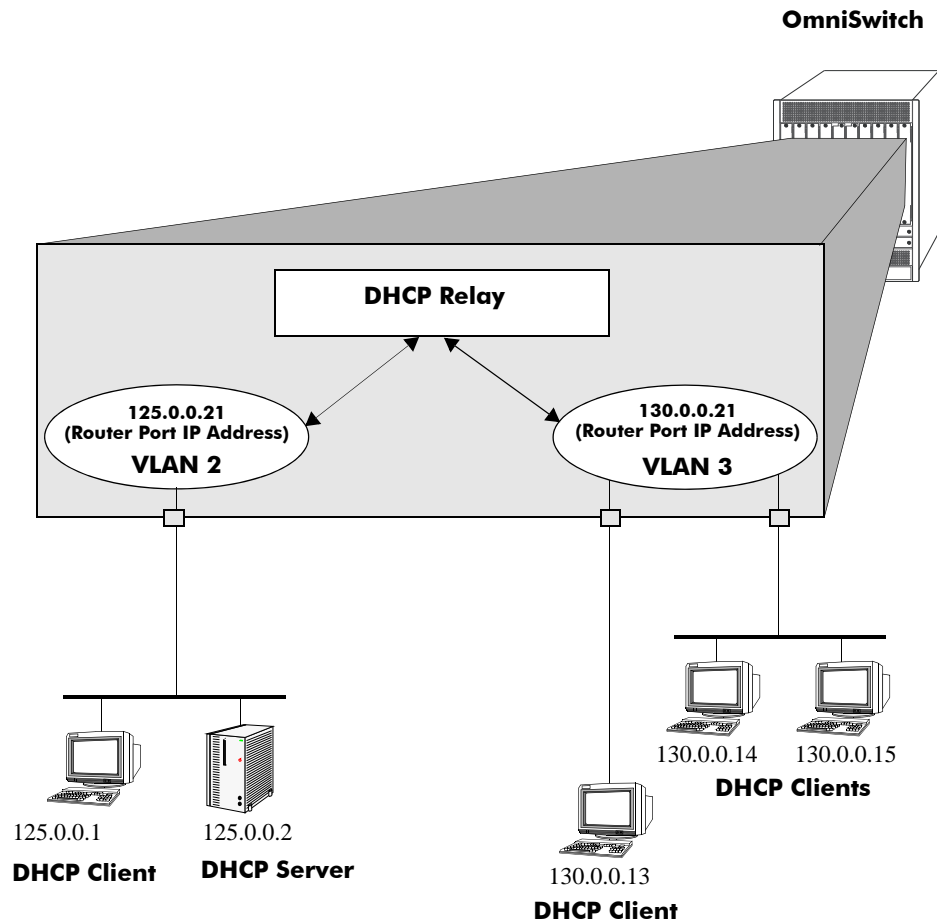 OmniSwitch
DHCP Relay
125.0.0.21
(Router Port IP Address)
VLAN 2
130.0.0.21
(Router Port IP Address)
VLAN 3
130.0.0.14
130.0.0.15
DHCP Clients
125.0.0.1
DHCP Client
125.0.0.2
DHCP Server
130.0.0.13
DHCP Client